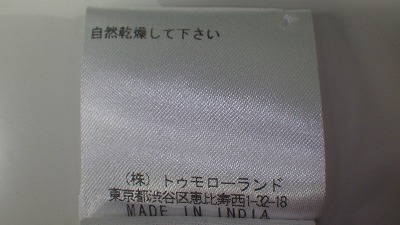 自然乾燥して下さい
(株) トゥモローランド
東京都渋谷区恵比寿西1-32-18
MADE IN INDIA